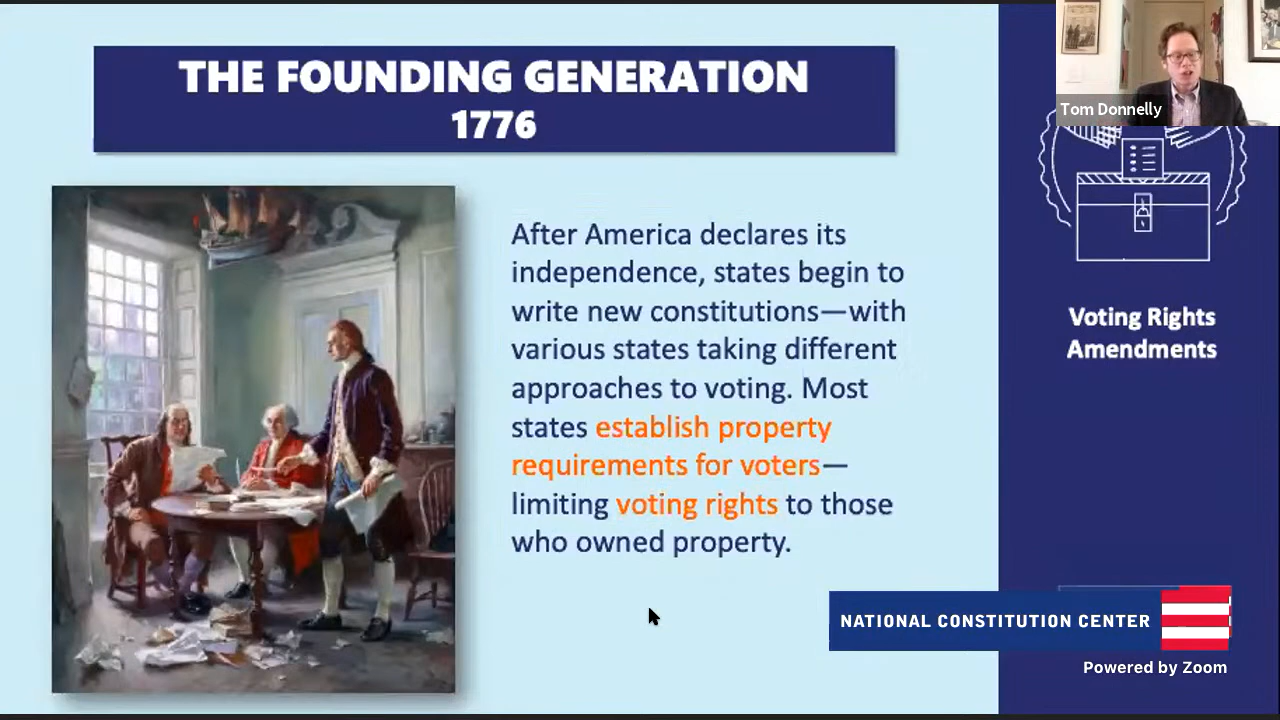 THE FOUNDING GENERATION
1776
After America declares its
independence, states begin to
write new constitutions—with
various states taking different
approaches to voting. Most
states establish property
requirements for voters—
limiting voting rights to those
who owned property.
Tom Donnelly
Voting Rights
Amendments
NATIONAL CONSTITUTION CENTER
Powered by Zoom